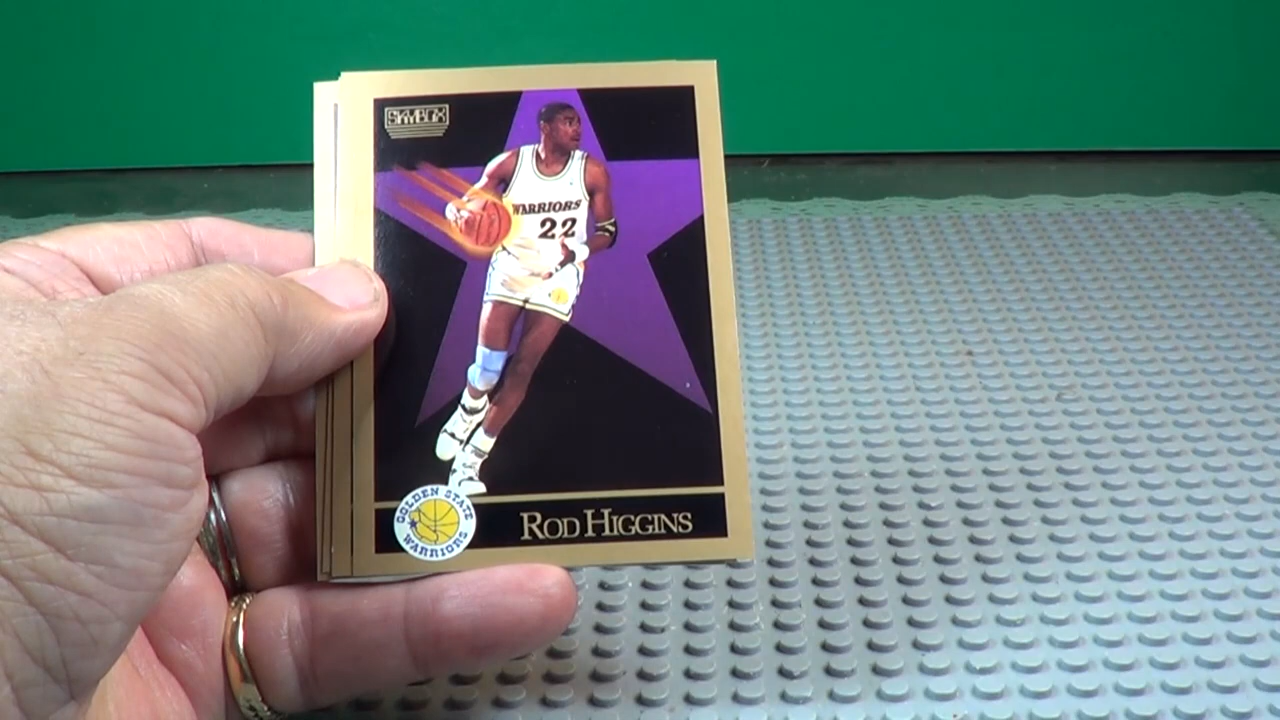 SKYBOX
WARRIORS
22
GOLDEN STATE
WARRIORS
ROD HIGGINS